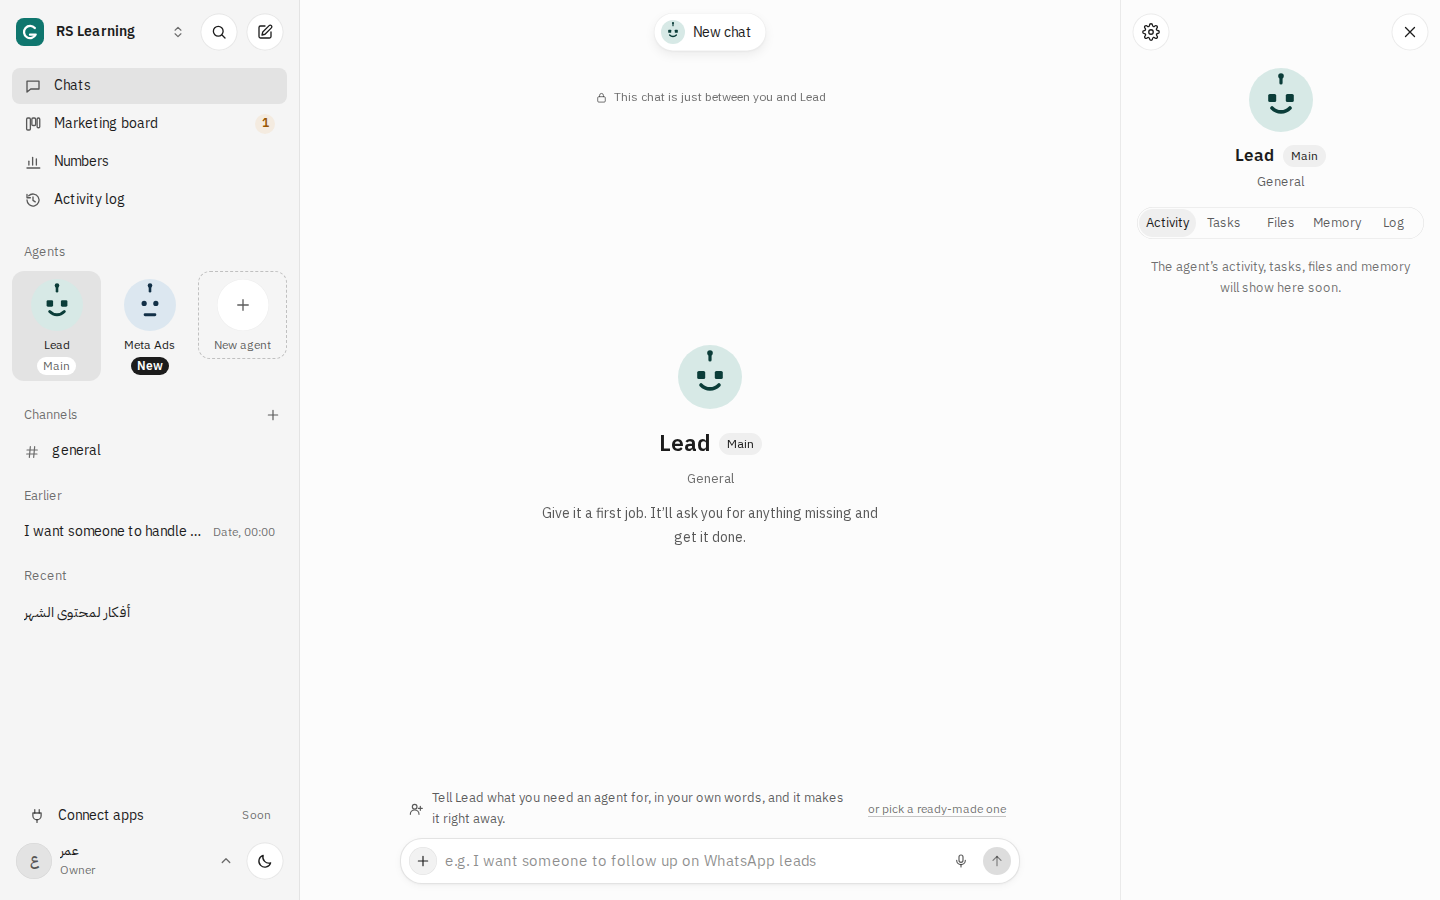 RS Learning
Chats
Marketing board 1
Numbers
Activity log
Agents
Lead
Main
Meta Ads
New
New agent
Channels
general
Earlier
I want someone to handle ... Date, 00:00
Recent
أفكار لمحتوى الشهر
Connect apps Soon
ع
عمر
Owner
New chat
This chat is just between you and Lead
Lead Main
General
Give it a first job. It’ll ask you for anything missing and
get it done.
Tell Lead what you need an agent for, in your own words, and it makes
it right away.
or pick a ready-made one
e.g. I want someone to follow up on WhatsApp leads
Lead Main
General
Activity Tasks Files Memory Log
The agent’s activity, tasks, files and memory
will show here soon.